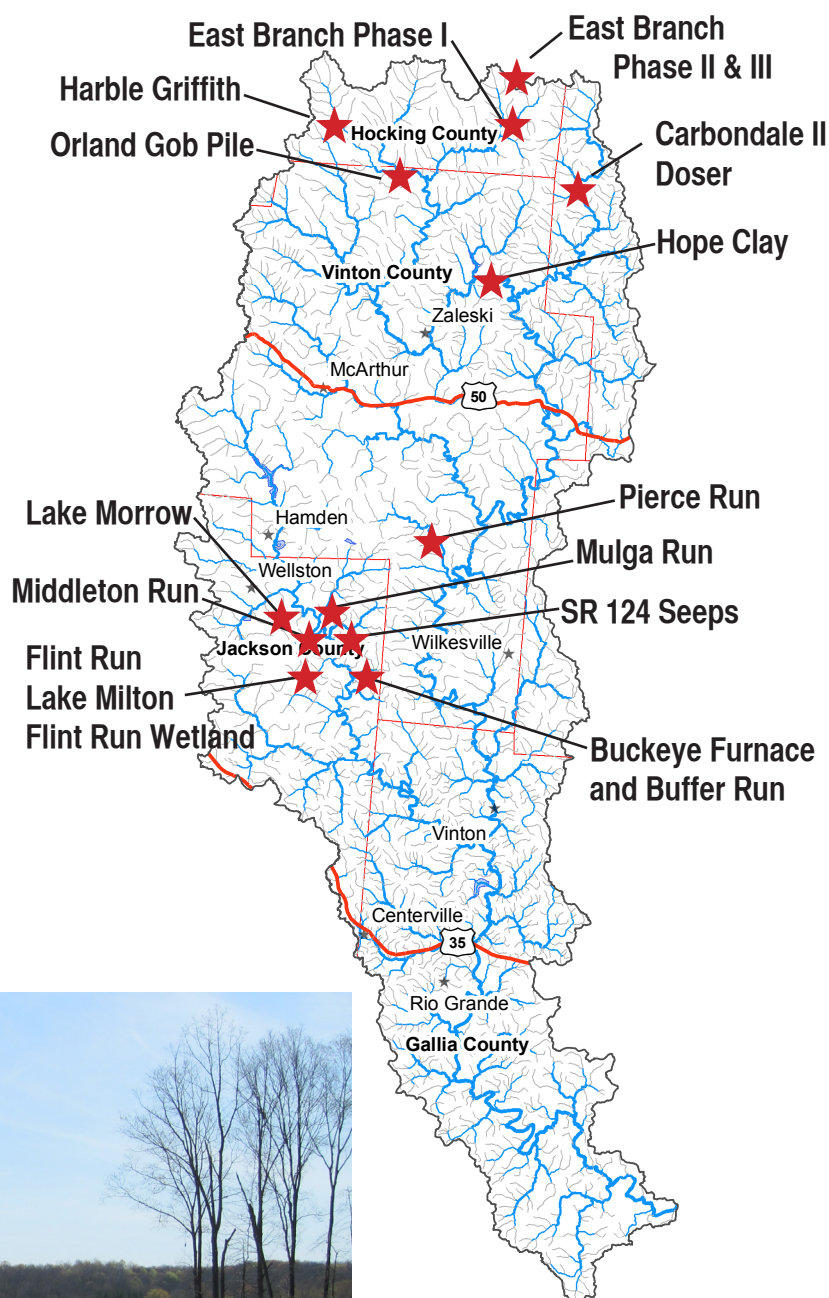 East Branch Phase I
East Branch
Phase II & III
Harble Griffith
Hocking County
Orland Gob Pile
Carbondale II
Doser
Hope Clay
Vinton County
Zaleski
McArthur
50
Pierce Run
Lake Morrow
Hamden
Mulga Run
Wellston
Middleton Run
SR 124 Seeps
Wilkesville
Jackson County
Flint Run
Lake Milton
Flint Run Wetland
Buckeye Furnace
and Buffer Run
Vinton
Centerville
35
Rio Grande
Gallia County